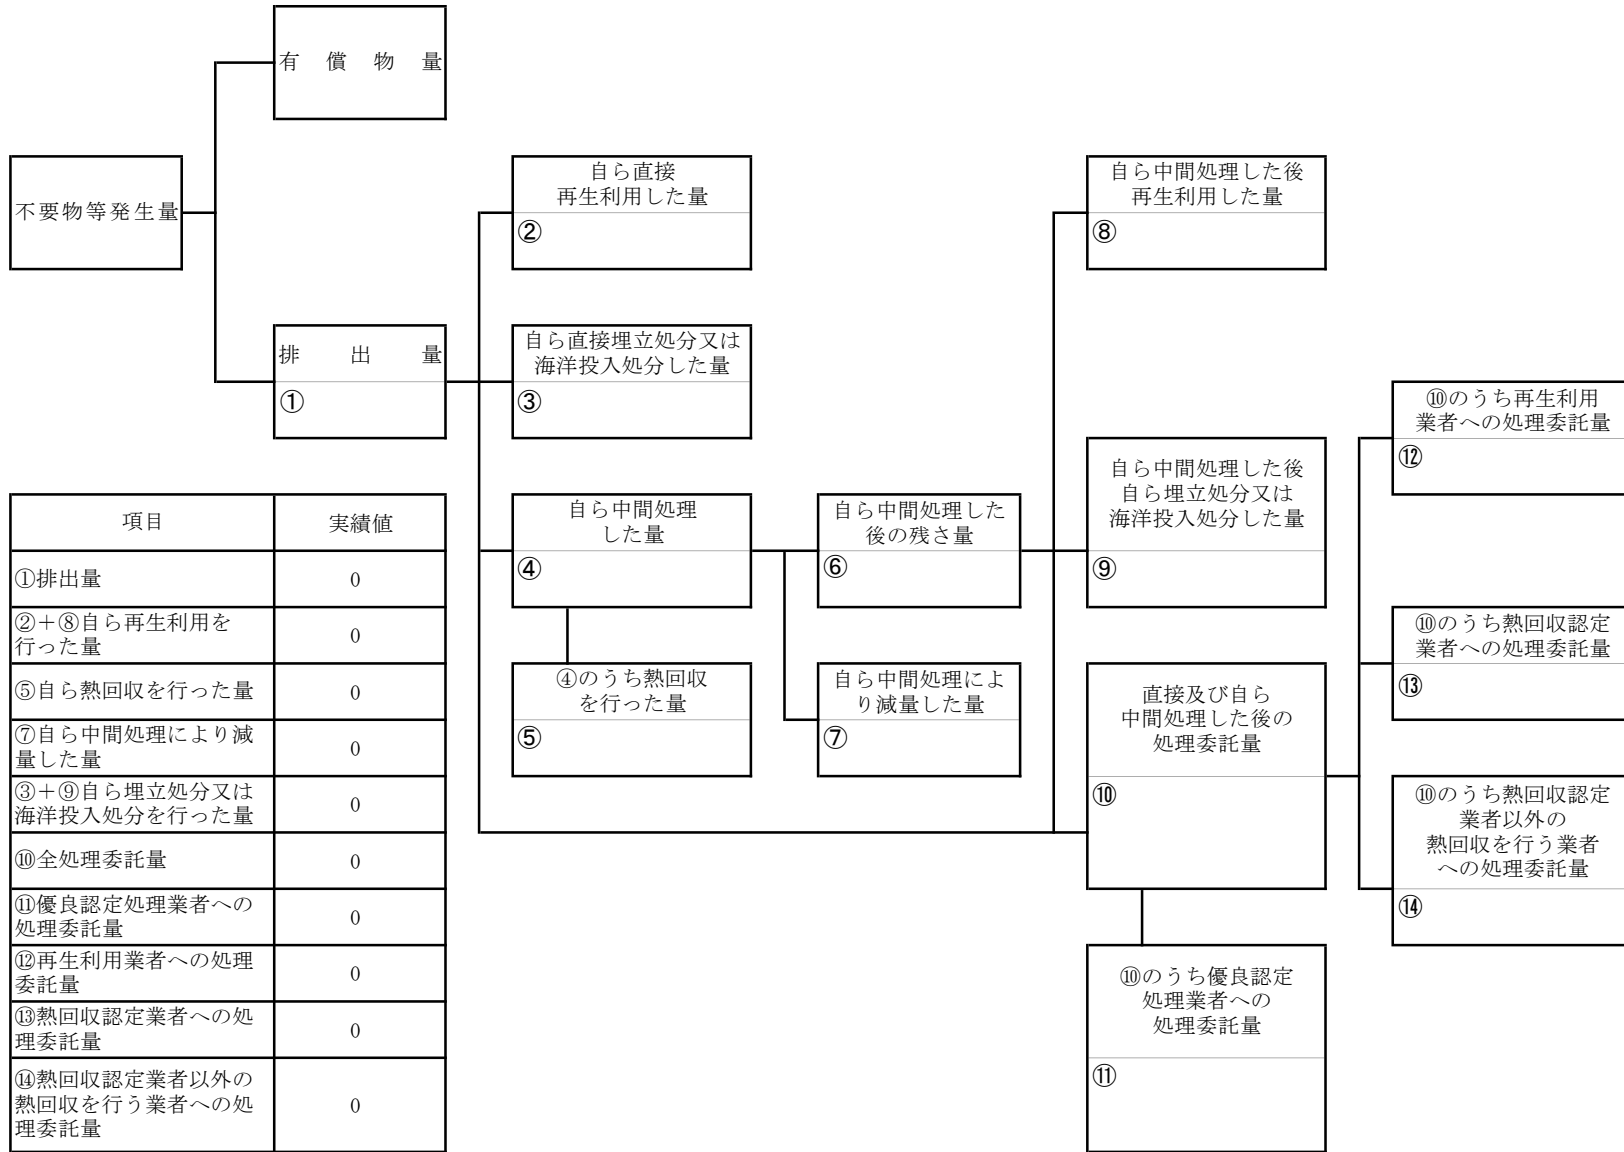 有償物量
不要物等発生量
自ら直接
再生利用した量
②
自ら中間処理した後
再生利用した量
⑧
排出量
①
自ら直接埋立処分又は
海洋投入処分した量
③
⑩のうち再生利用
業者への処理委託量
⑫
自ら中間処理した後
自ら埋立処分又は
海洋投入処分した量
⑨
自ら中間処理
した量
④
自ら中間処理した
後の残さ量
⑥
⑩のうち熱回収認定
業者への処理委託量
⑬
④のうち熱回収
を行った量
⑤
自ら中間処理によ
り減量した量
⑦
直接及び自ら
中間処理した後の
処理委託量
⑩
⑩のうち熱回収認定
業者以外の
熱回収を行う業者
への処理委託量
⑭
⑩のうち優良認定
処理業者への
処理委託量
⑪
項目 実績値
①排出量 0
②+⑧自ら再生利用を
行った量 0
⑤自ら熱回収を行った量 0
⑦自ら中間処理により減
量した量 0
③+⑨自ら埋立処分又は
海洋投入処分を行った量 0
⑩全処理委託量 0
⑪優良認定処理業者への
処理委託量 0
⑫再生利用業者への処理
委託量 0
⑬熱回収認定業者への処
理委託量 0
⑭熱回収認定業者以外の
熱回収を行う業者への処 0
理委託量